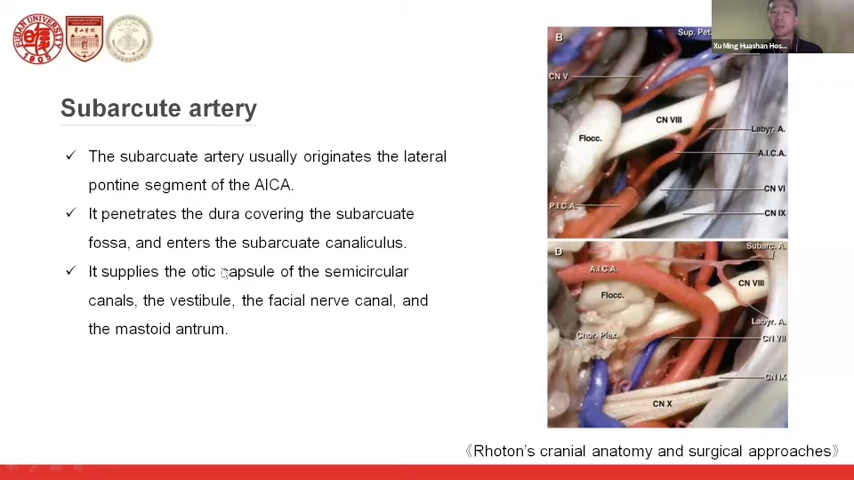 FUDAN UNIVERSITY
1905
Subarcute artery
✓ The subarcuate artery usually originates the lateral
pontine segment of the AICA.
✓ It penetrates the dura covering the subarcuate
fossa, and enters the subarcuate canaliculus.
✓ It supplies the otic capsule of the semicircular
canals, the vestibule, the facial nerve canal, and
the mastoid antrum.
Xu Ming Huashan Hos...
B
Sup. Pet.
CN V
CN VIII
Flocc.
Labyr. A.
A.I.C.A.
CN VI
P.I.C.A.
CN IX
D
Subarc. A.
A.I.C.A.
CN VIII
Flocc.
Labyr. A.
Chor. Plex.
CN VII
CN IX
CN X
《Rhoton's cranial anatomy and surgical approaches》